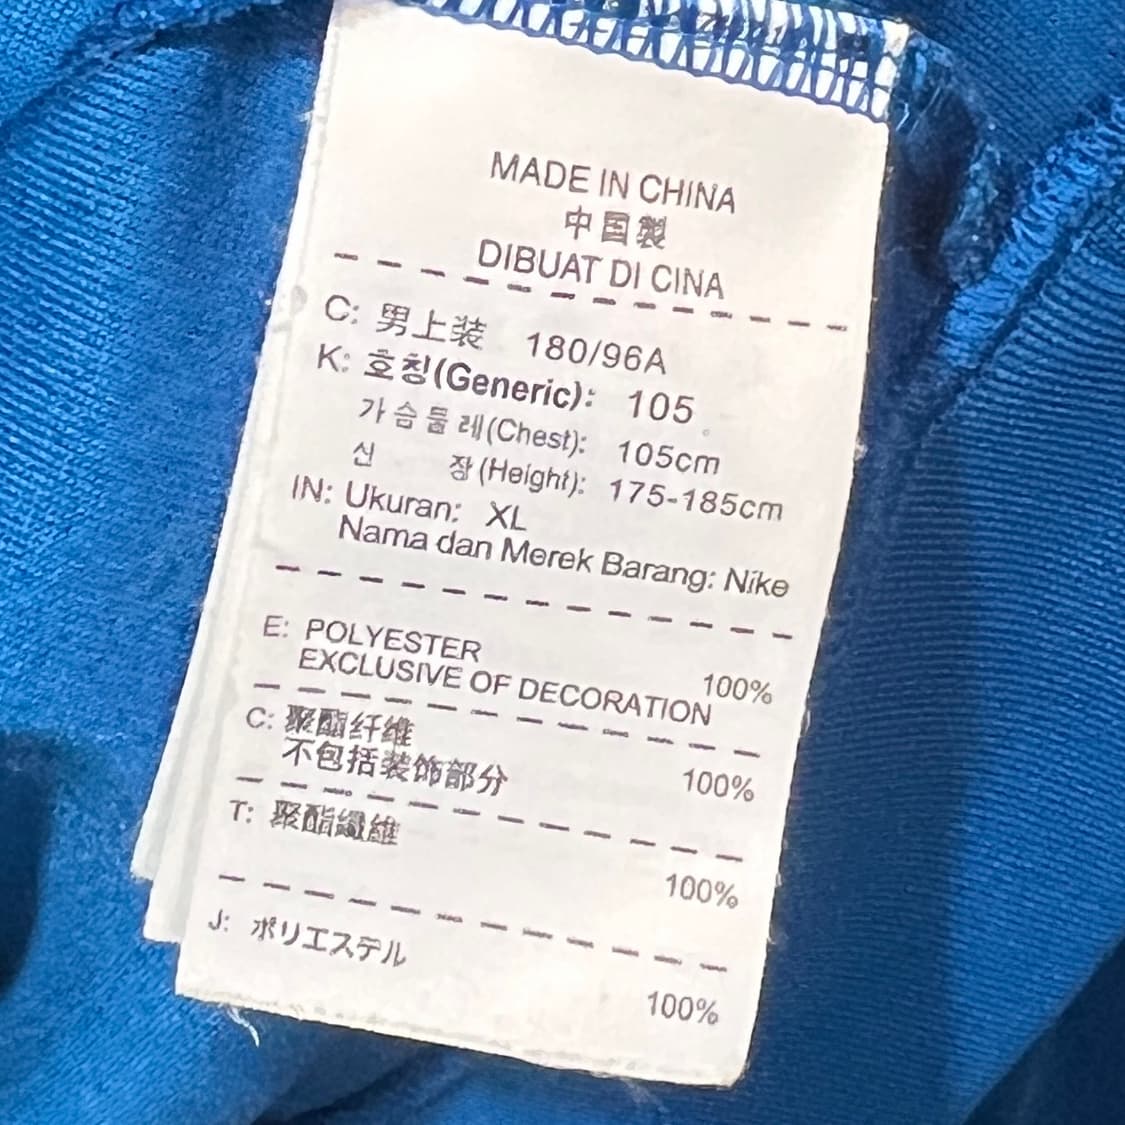 MADE IN CHINA
中国製
DIBUAT DI CINA
C: 男上装 180/96A
K: 호칭(Generic): 105
가슴둘레(Chest): 105cm
신 장(Height): 175-185cm
IN: Ukuran: XL
Nama dan Merek Barang: Nike
E: POLYESTER 100%
EXCLUSIVE OF DECORATION
C: 聚酯纤维 100%
不包括装饰部分
T: 聚酯纖維 100%
J: ポリエステル 100%